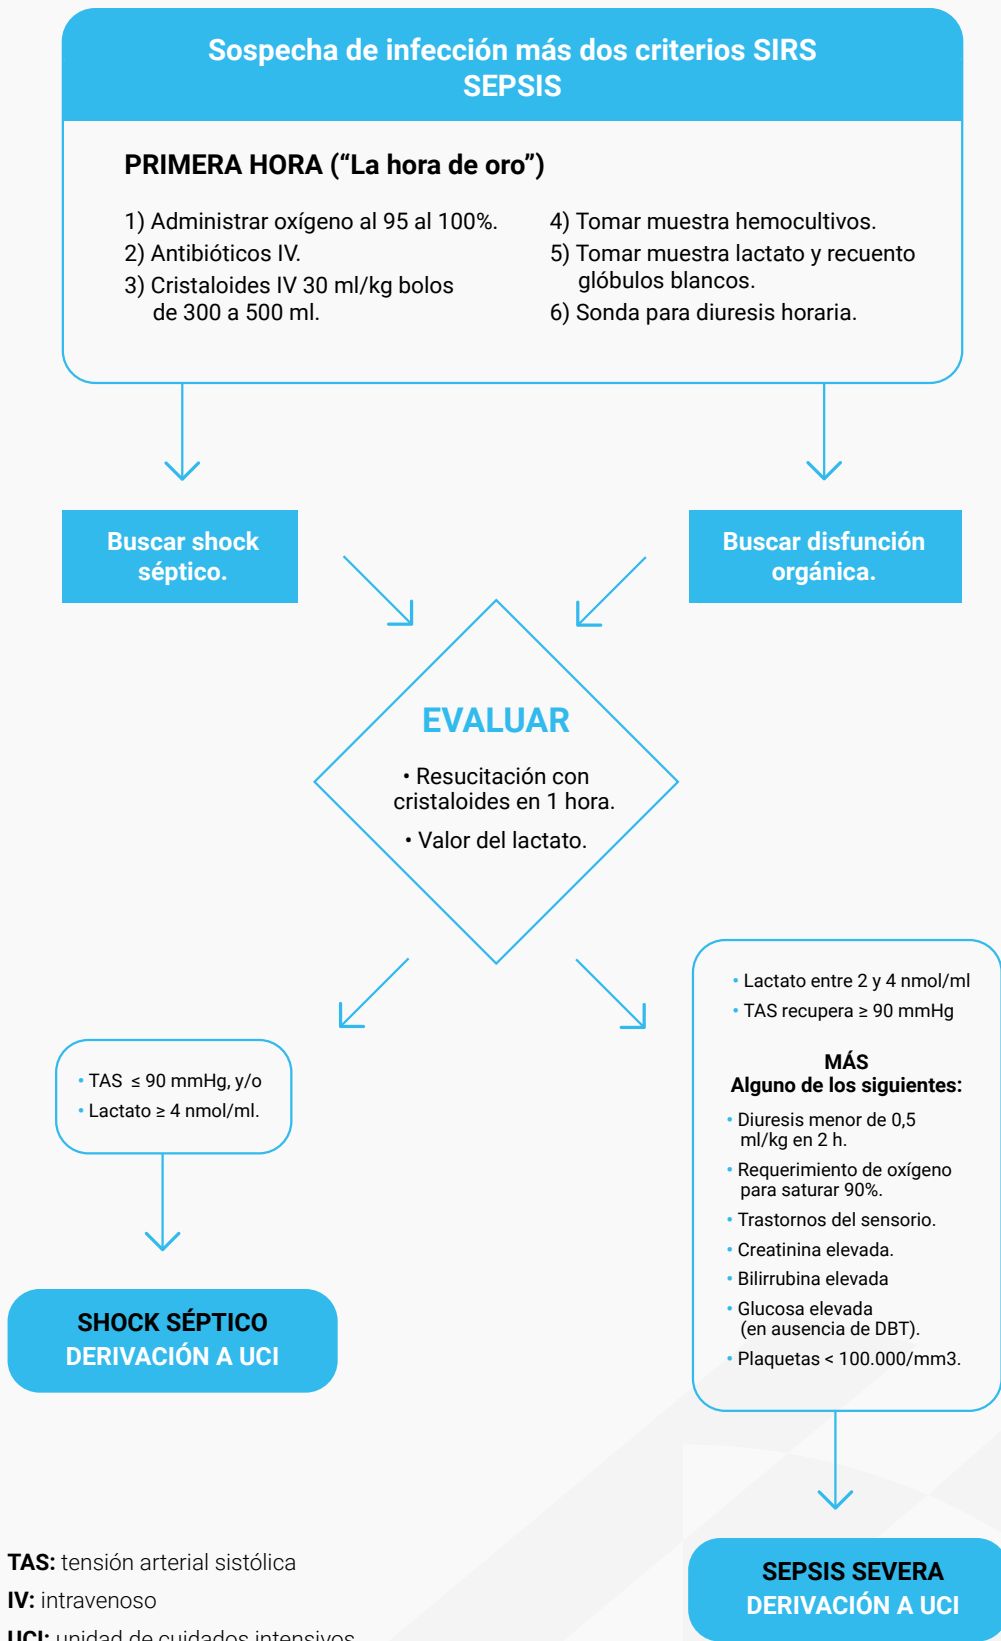 Sospecha de infección más dos criterios SIRS
SEPSIS
PRIMERA HORA (“La hora de oro”)
1) Administrar oxígeno al 95 al 100%.
2) Antibióticos IV.
3) Cristaloides IV 30 ml/kg bolos
de 300 a 500 ml.
4) Tomar muestra hemocultivos.
5) Tomar muestra lactato y recuento
glóbulos blancos.
6) Sonda para diuresis horaria.
Buscar shock
séptico.
Buscar disfunción
orgánica.
EVALUAR
• Resucitación con
cristaloides en 1 hora.
• Valor del lactato.
• TAS ≤ 90 mmHg, y/o
• Lactato ≥ 4 nmol/ml.
SHOCK SÉPTICO
DERIVACIÓN A UCI
• Lactato entre 2 y 4 nmol/ml
• TAS recupera ≥ 90 mmHg
MÁS
Alguno de los siguientes:
• Diuresis menor de 0,5
ml/kg en 2 h.
• Requerimiento de oxígeno
para saturar 90%.
• Trastornos del sensorio.
• Creatinina elevada.
• Bilirrubina elevada
• Glucosa elevada
(en ausencia de DBT).
• Plaquetas < 100.000/mm3.
SEPSIS SEVERA
DERIVACIÓN A UCI
TAS: tensión arterial sistólica
IV: intravenoso
UCI: unidad de cuidados intensivos